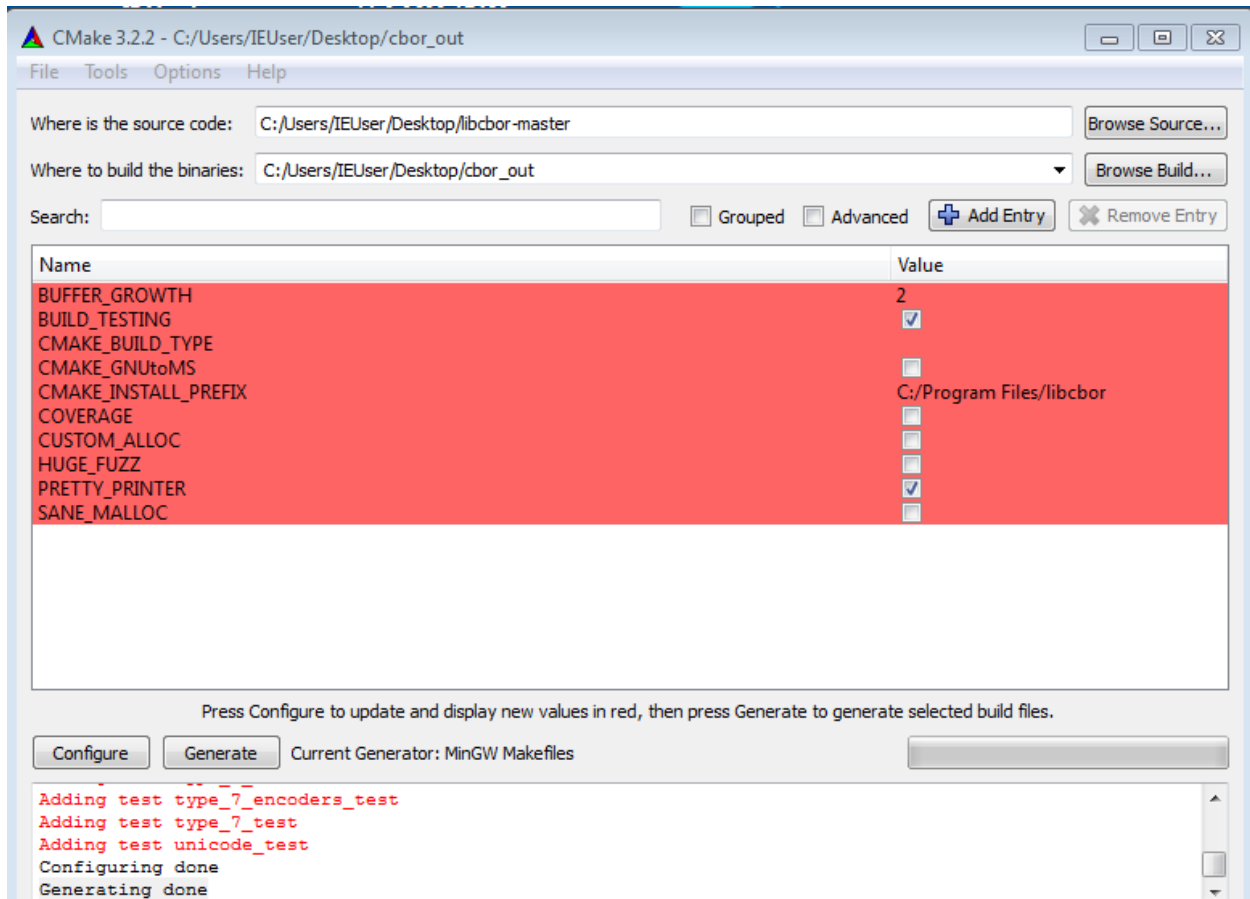 CMake 3.2.2 - C:/Users/IEUser/Desktop/cbor_out
File Tools Options Help
Where is the source code: C:/Users/IEUser/Desktop/libcbor-master Browse Source...
Where to build the binaries: C:/Users/IEUser/Desktop/cbor_out Browse Build...
Search: Grouped Advanced Add Entry Remove Entry
Name Value
BUFFER_GROWTH 2
BUILD_TESTING
CMAKE_BUILD_TYPE
CMAKE_GNUtoMS
CMAKE_INSTALL_PREFIX C:/Program Files/libcbor
COVERAGE
CUSTOM_ALLOC
HUGE_FUZZ
PRETTY_PRINTER
SANE_MALLOC
Press Configure to update and display new values in red, then press Generate to generate selected build files.
Configure Generate Current Generator: MinGW Makefiles
Adding test type_7_encoders_test
Adding test type_7_test
Adding test unicode_test
Configuring done
Generating done